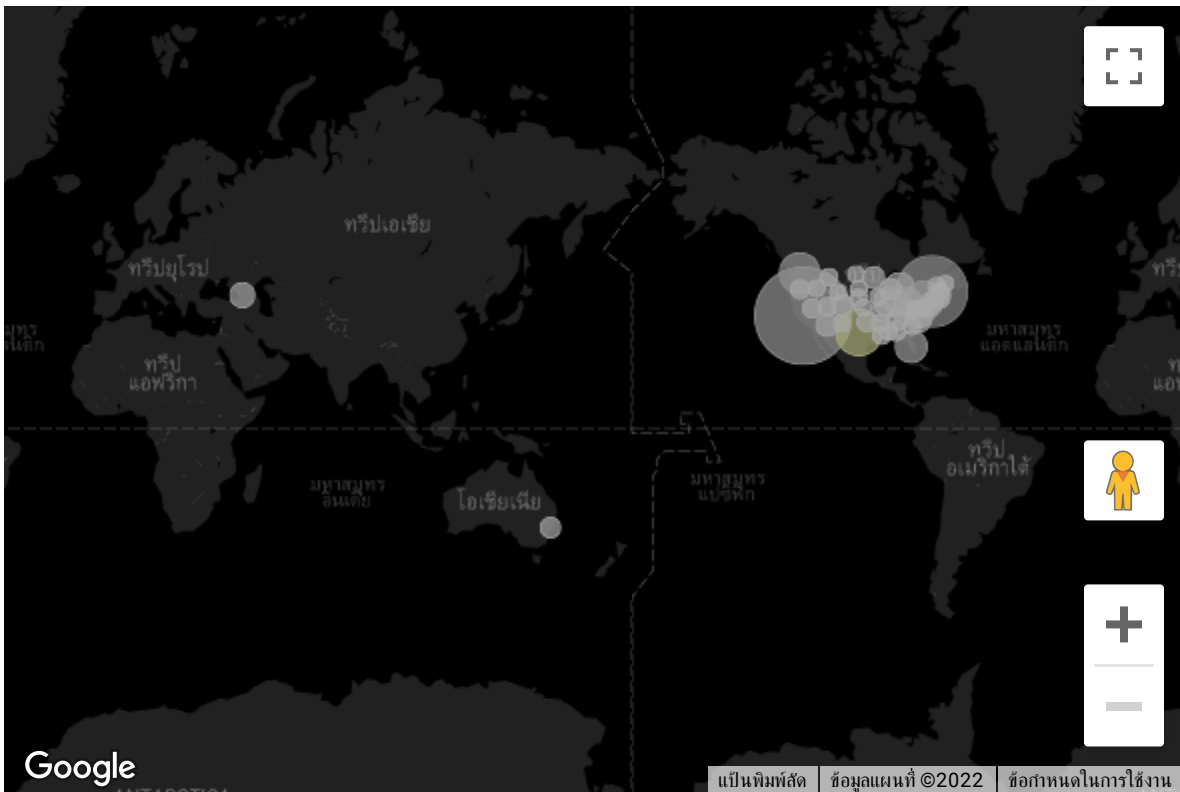 ทวีปเอเชีย
ทวีปยุโรป
มหาสมุทร
แอตแลนติก
ทวีป
แอฟริกา
ทวีป
อเมริกาใต้
มหาสมุทร
อินเดีย
โอเชียเนีย
มหาสมุทร
แปซิฟิก
Google
แป้นพิมพ์ลัด
ข้อมูลแผนที่ ©2022
ข้อกำหนดในการใช้งาน